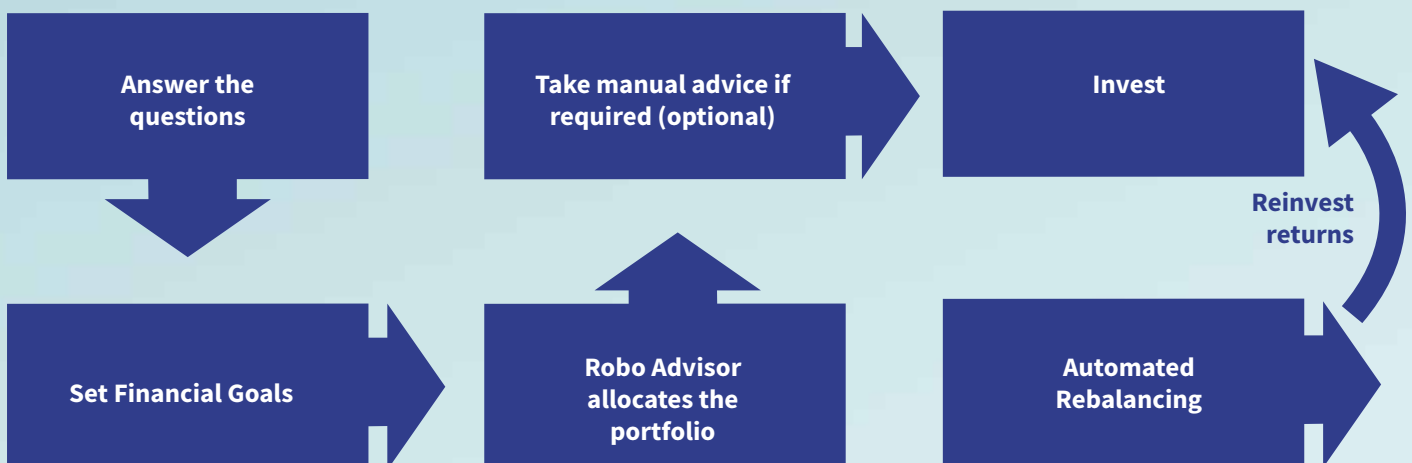 Answer the
questions
Take manual advice if
required (optional)
Invest
Reinvest
returns
Set Financial Goals
Robo Advisor
allocates the
portfolio
Automated
Rebalancing